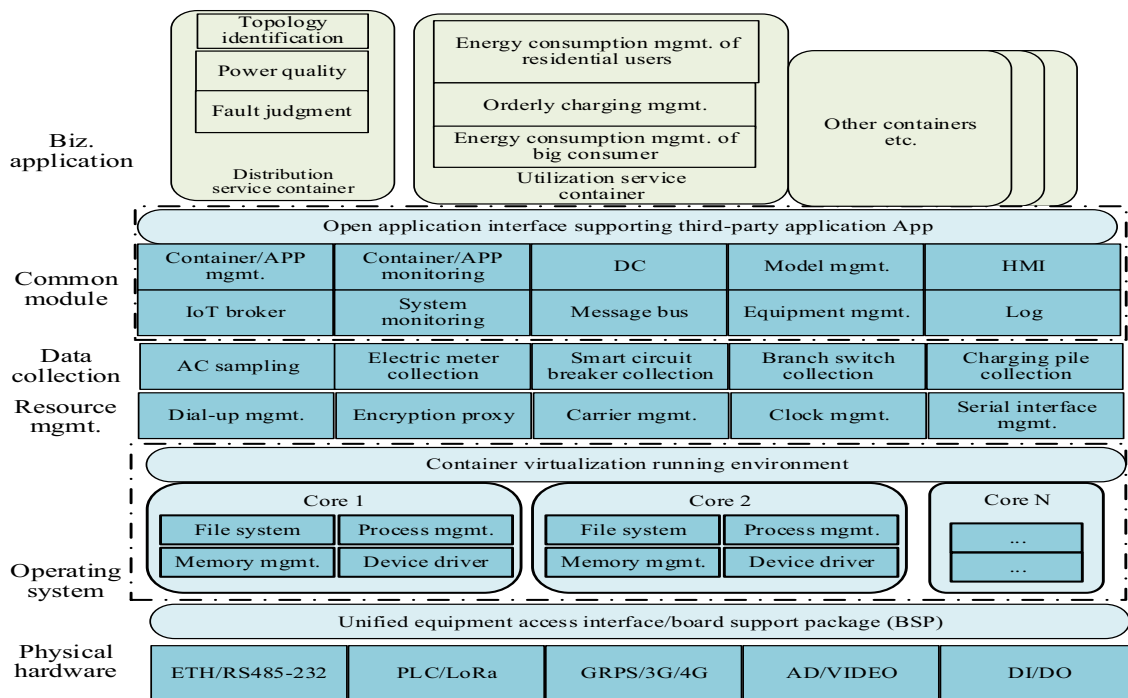 Topology
identification
Power quality
Fault judgment
Distribution
service container
Energy consumption mgmt. of
residential users
Orderly charging mgmt.
Energy consumption mgmt. of
big consumer
Utilization service
container
Other containers
etc.
Biz.
application
Open application interface supporting third-party application App
Common
module
Container/APP
mgmt.
Container/APP
monitoring
DC
Model mgmt.
HMI
IoT broker
System
monitoring
Message bus
Equipment mgmt.
Log
Data
collection
AC sampling
Electric meter
collection
Smart circuit
breaker collection
Branch switch
collection
Charging pile
collection
Resource
mgmt.
Dial-up mgmt.
Encryption proxy
Carrier mgmt.
Clock mgmt.
Serial interface
mgmt.
Container virtualization running environment
Operating
system
Core 1
File system
Process mgmt.
Memory mgmt.
Device driver
Core 2
File system
Process mgmt.
Memory mgmt.
Device driver
Core N
...
...
Unified equipment access interface/board support package (BSP)
Physical
hardware
ETH/RS485-232
PLC/LoRa
GRPS/3G/4G
AD/VIDEO
DI/DO